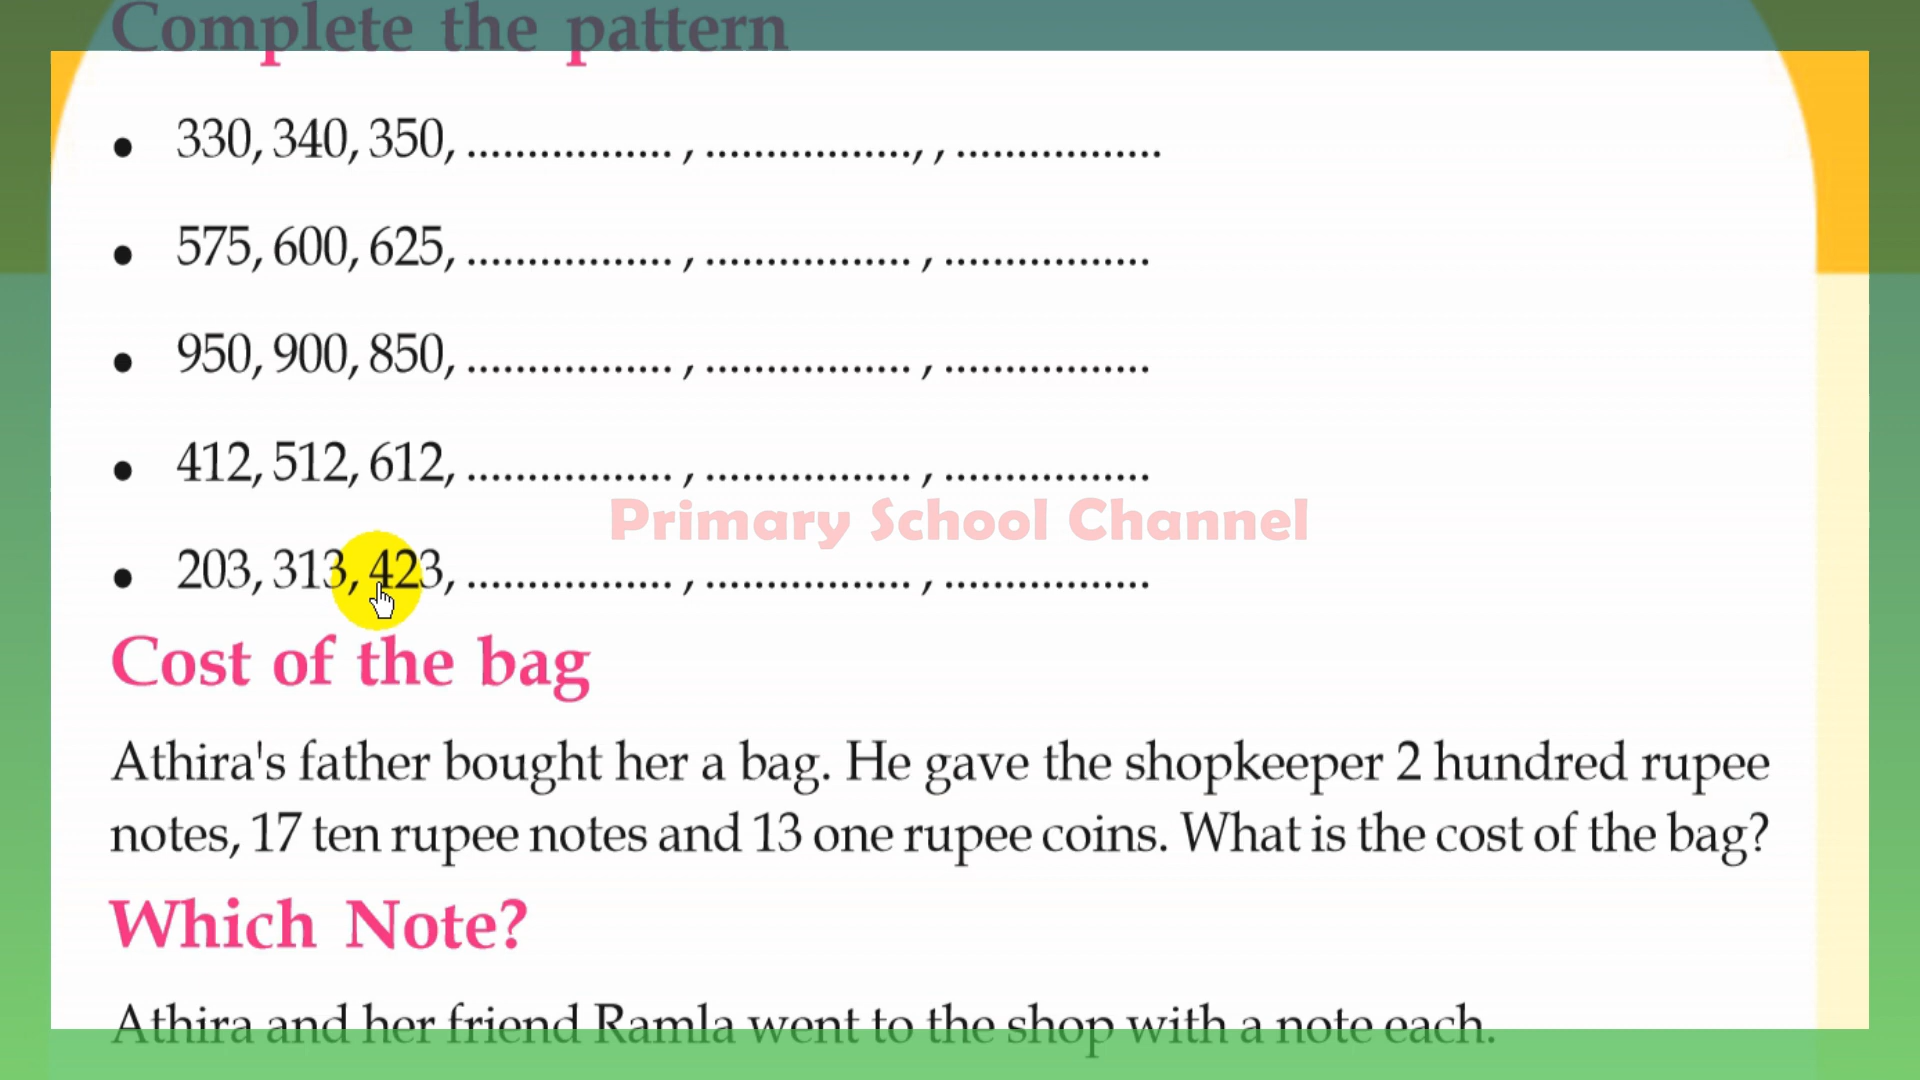 Complete the pattern
• 330, 340, 350, ................. , ................., , .................
• 575, 600, 625, ................. , ................. , .................
• 950, 900, 850, ................. , ................. , .................
• 412, 512, 612, ................. , ................. , .................
Primary School Channel
• 203, 313, 423, ................. , ................. , .................
Cost of the bag
Athira's father bought her a bag. He gave the shopkeeper 2 hundred rupee
notes, 17 ten rupee notes and 13 one rupee coins. What is the cost of the bag?
Which Note?
Athira and her friend Ramla went to the shop with a note each.